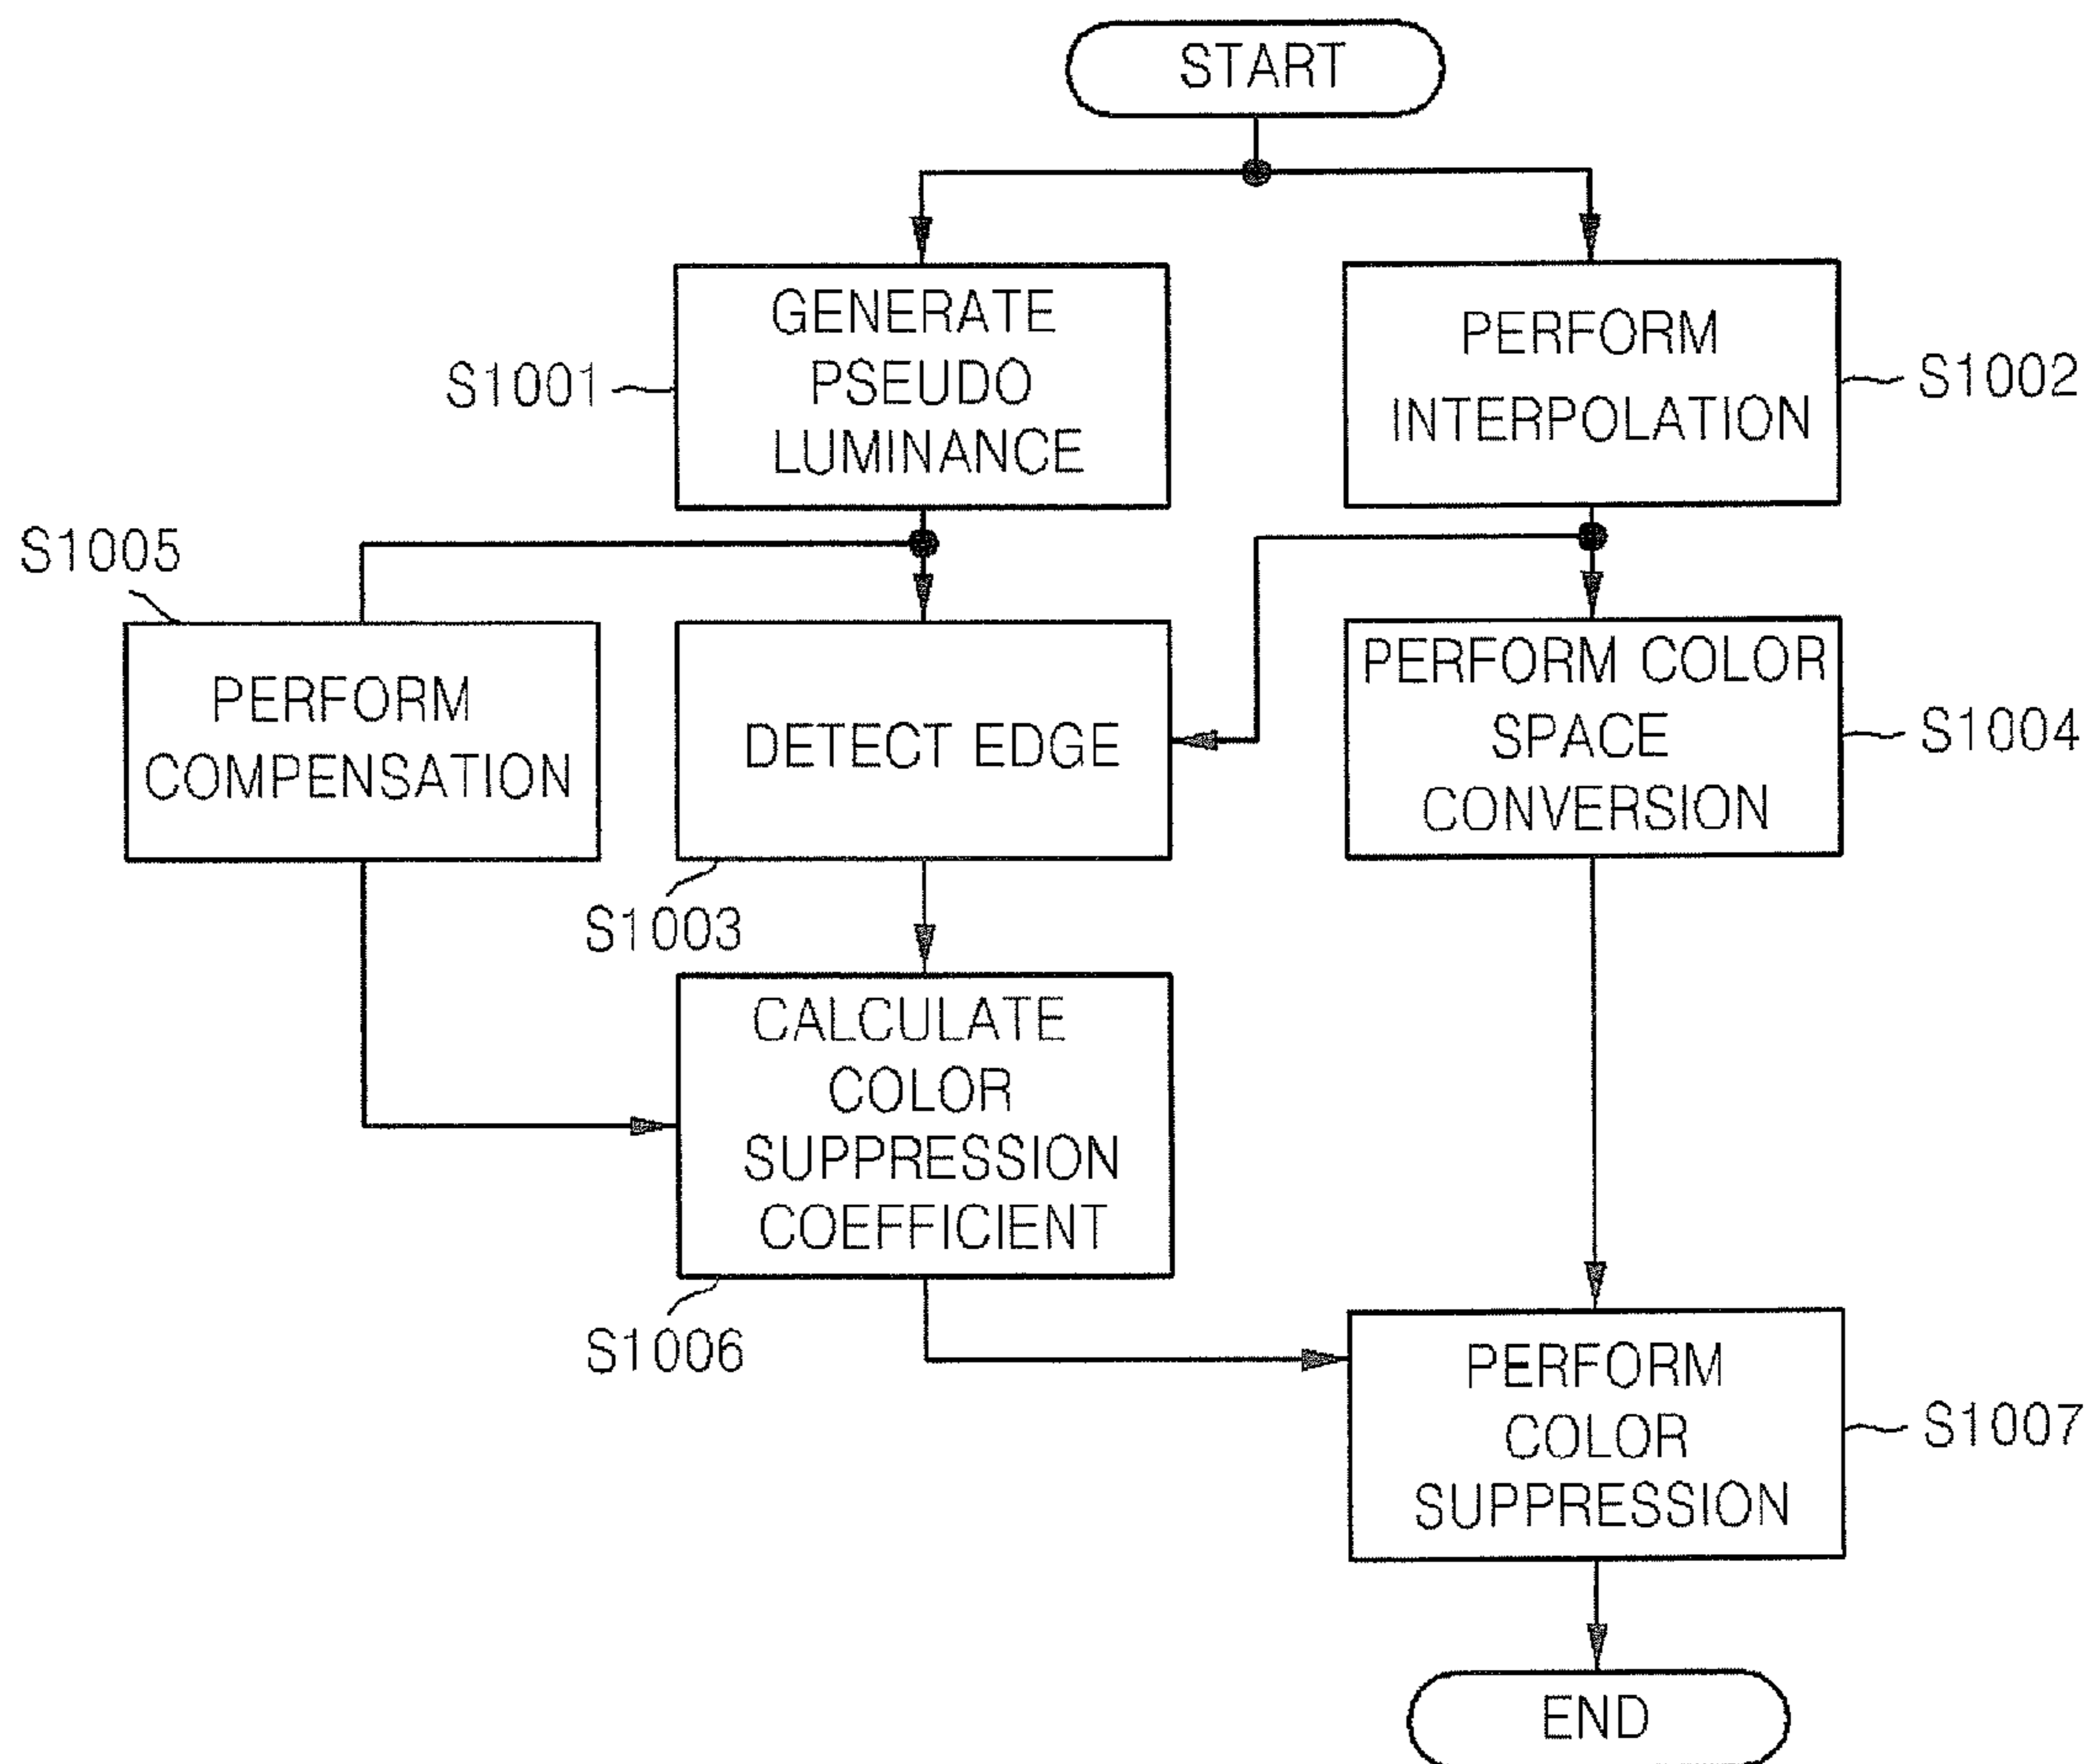 START
GENERATE
PSEUDO
LUMINANCE
S1001
PERFORM
INTERPOLATION
S1002
S1005
PERFORM
COMPENSATION
DETECT EDGE
S1003
PERFORM COLOR
SPACE
CONVERSION
S1004
CALCULATE
COLOR
SUPPRESSION
COEFFICIENT
S1006
PERFORM
COLOR
SUPPRESSION
S1007
END